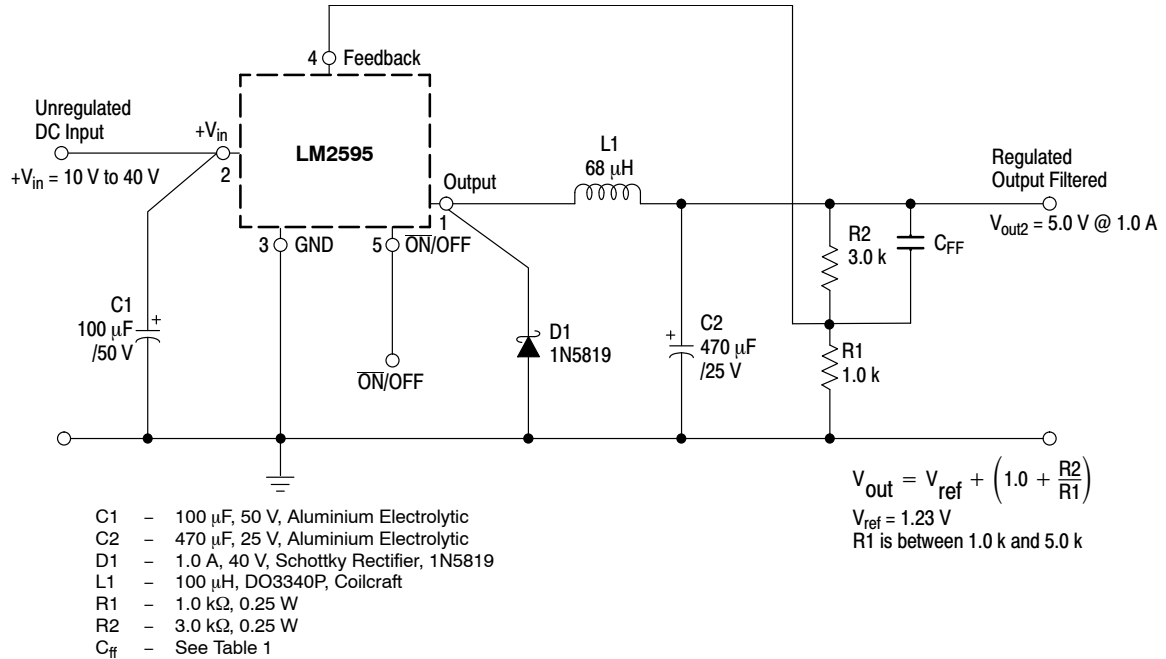 4 Feedback
Unregulated
DC Input
+Vin = 10 V to 40 V
+Vin
2
LM2595
Output
1
3 GND
5 O̅N̅/OFF
O̅N̅/OFF
C1
100 μF
/50 V
+
D1
1N5819
L1
68 μH
+
C2
470 μF
/25 V
R2
3.0 k
CFF
R1
1.0 k
Regulated
Output Filtered
Vout2 = 5.0 V @ 1.0 A
Vout = Vref + (1.0 + R2/R1)
Vref = 1.23 V
R1 is between 1.0 k and 5.0 k
C1 – 100 μF, 50 V, Aluminium Electrolytic
C2 – 470 μF, 25 V, Aluminium Electrolytic
D1 – 1.0 A, 40 V, Schottky Rectifier, 1N5819
L1 – 100 μH, DO3340P, Coilcraft
R1 – 1.0 kΩ, 0.25 W
R2 – 3.0 kΩ, 0.25 W
Cff – See Table 1